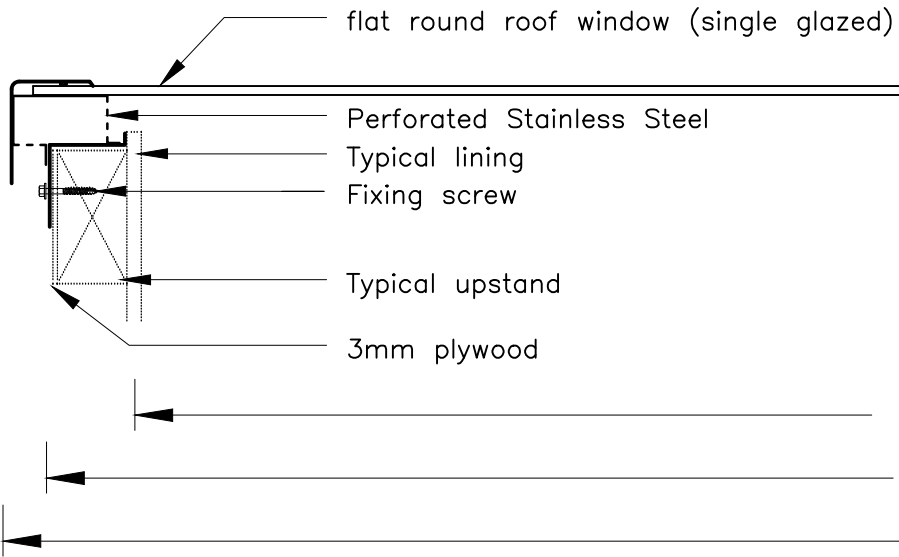 flat round roof window (single glazed)
Perforated Stainless Steel
Typical lining
Fixing screw
Typical upstand
3mm plywood